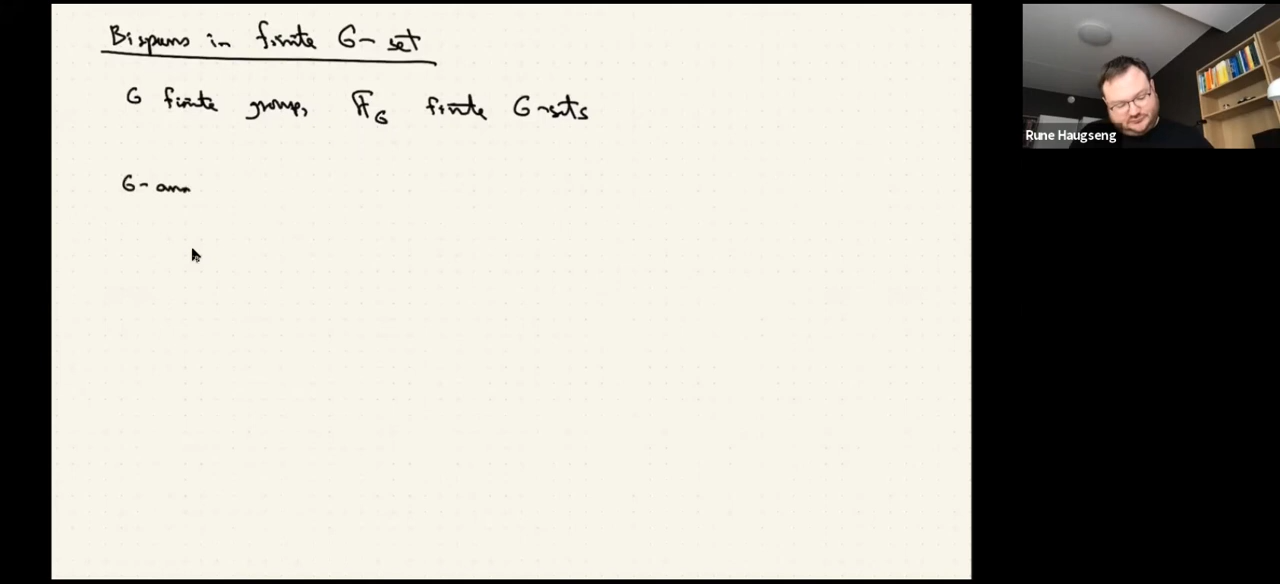 Bispans in finite G-set
G finite group, 𝔽_G finite G-sets
G-
Rune Haugseng